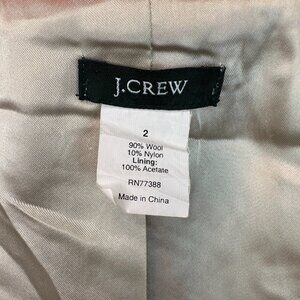 J.CREW
2
90% Wool
10% Nylon
Lining:
100% Acetate
RN77388
Made in China